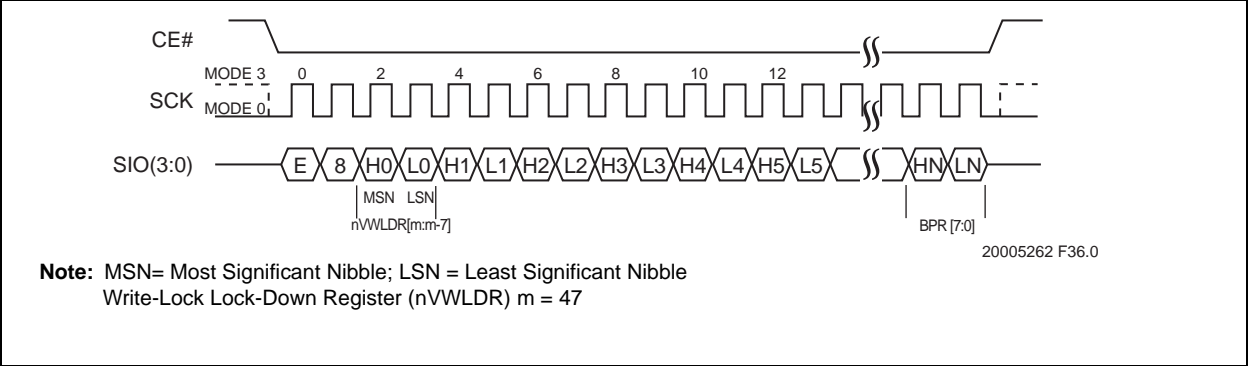 CE#
MODE 3 0 2 4 6 8 10 12
SCK
MODE 0
SIO(3:0) E 8 H0 L0 H1 L1 H2 L2 H3 L3 H4 L4 H5 L5 HN LN
MSN LSN
nVWLDR[m:m-7] BPR [7:0]
20005262 F36.0
Note: MSN= Most Significant Nibble; LSN = Least Significant Nibble
Write-Lock Lock-Down Register (nVWLDR) m = 47